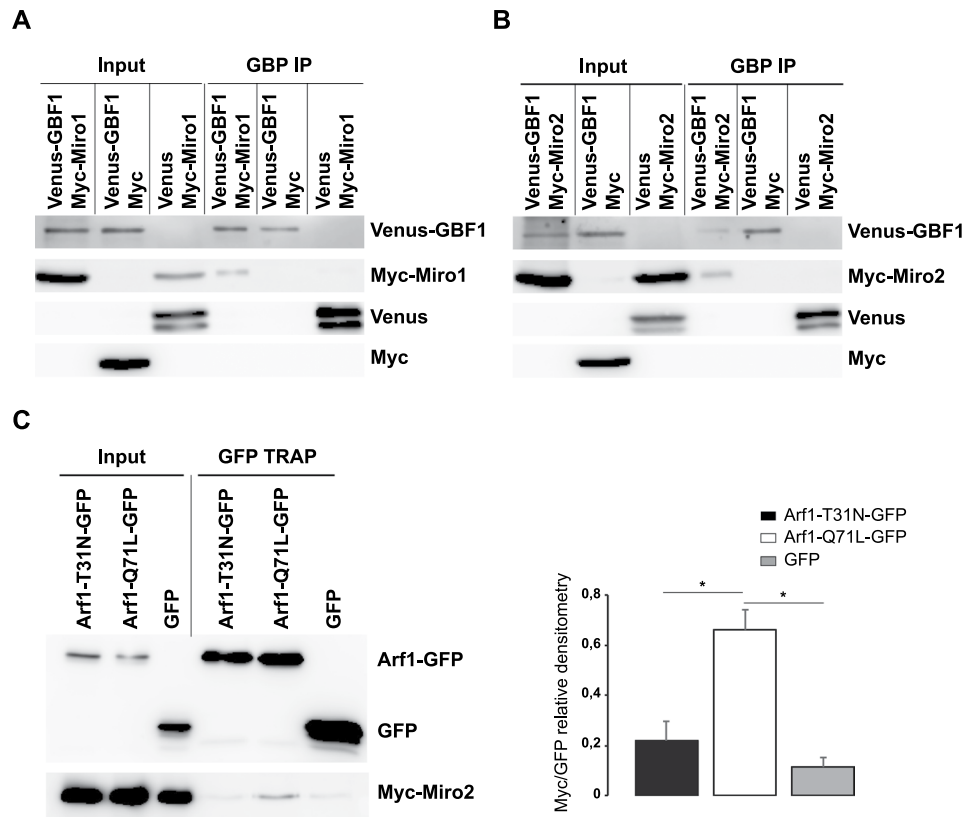 A
Input
GBP IP
Venus-GBF1
Myc-Miro1
Venus-GBF1
Myc
Venus
Myc-Miro1
Venus-GBF1
Myc-Miro1
Venus-GBF1
Myc
Venus
Myc-Miro1
Venus-GBF1
Myc-Miro1
Venus
Myc
B
Input
GBP IP
Venus-GBF1
Myc-Miro2
Venus-GBF1
Myc
Venus
Myc-Miro2
Venus-GBF1
Myc-Miro2
Venus-GBF1
Myc
Venus
Myc-Miro2
Venus-GBF1
Myc-Miro2
Venus
Myc
C
Input
GFP TRAP
Arf1-T31N-GFP
Arf1-Q71L-GFP
GFP
Arf1-T31N-GFP
Arf1-Q71L-GFP
GFP
Arf1-GFP
GFP
Myc-Miro2
Arf1-T31N-GFP
Arf1-Q71L-GFP
GFP
Myc/GFP relative densitometry
0,8
0,6
0,4
0,2
0
*
*